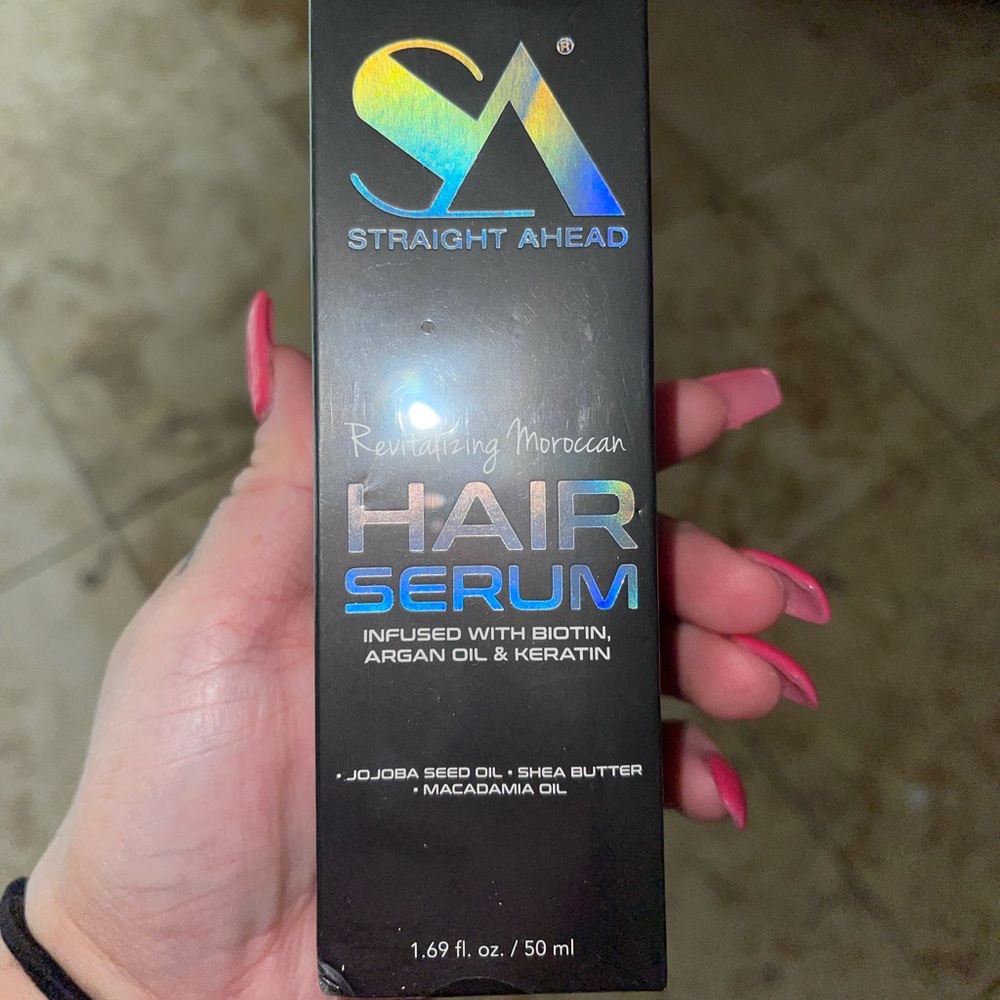 SA®
STRAIGHT AHEAD
Revitalizing Moroccan
HAIR
SERUM
INFUSED WITH BIOTIN,
ARGAN OIL & KERATIN
• JOJOBA SEED OIL • SHEA BUTTER
• MACADAMIA OIL
1.69 fl. oz. / 50 ml